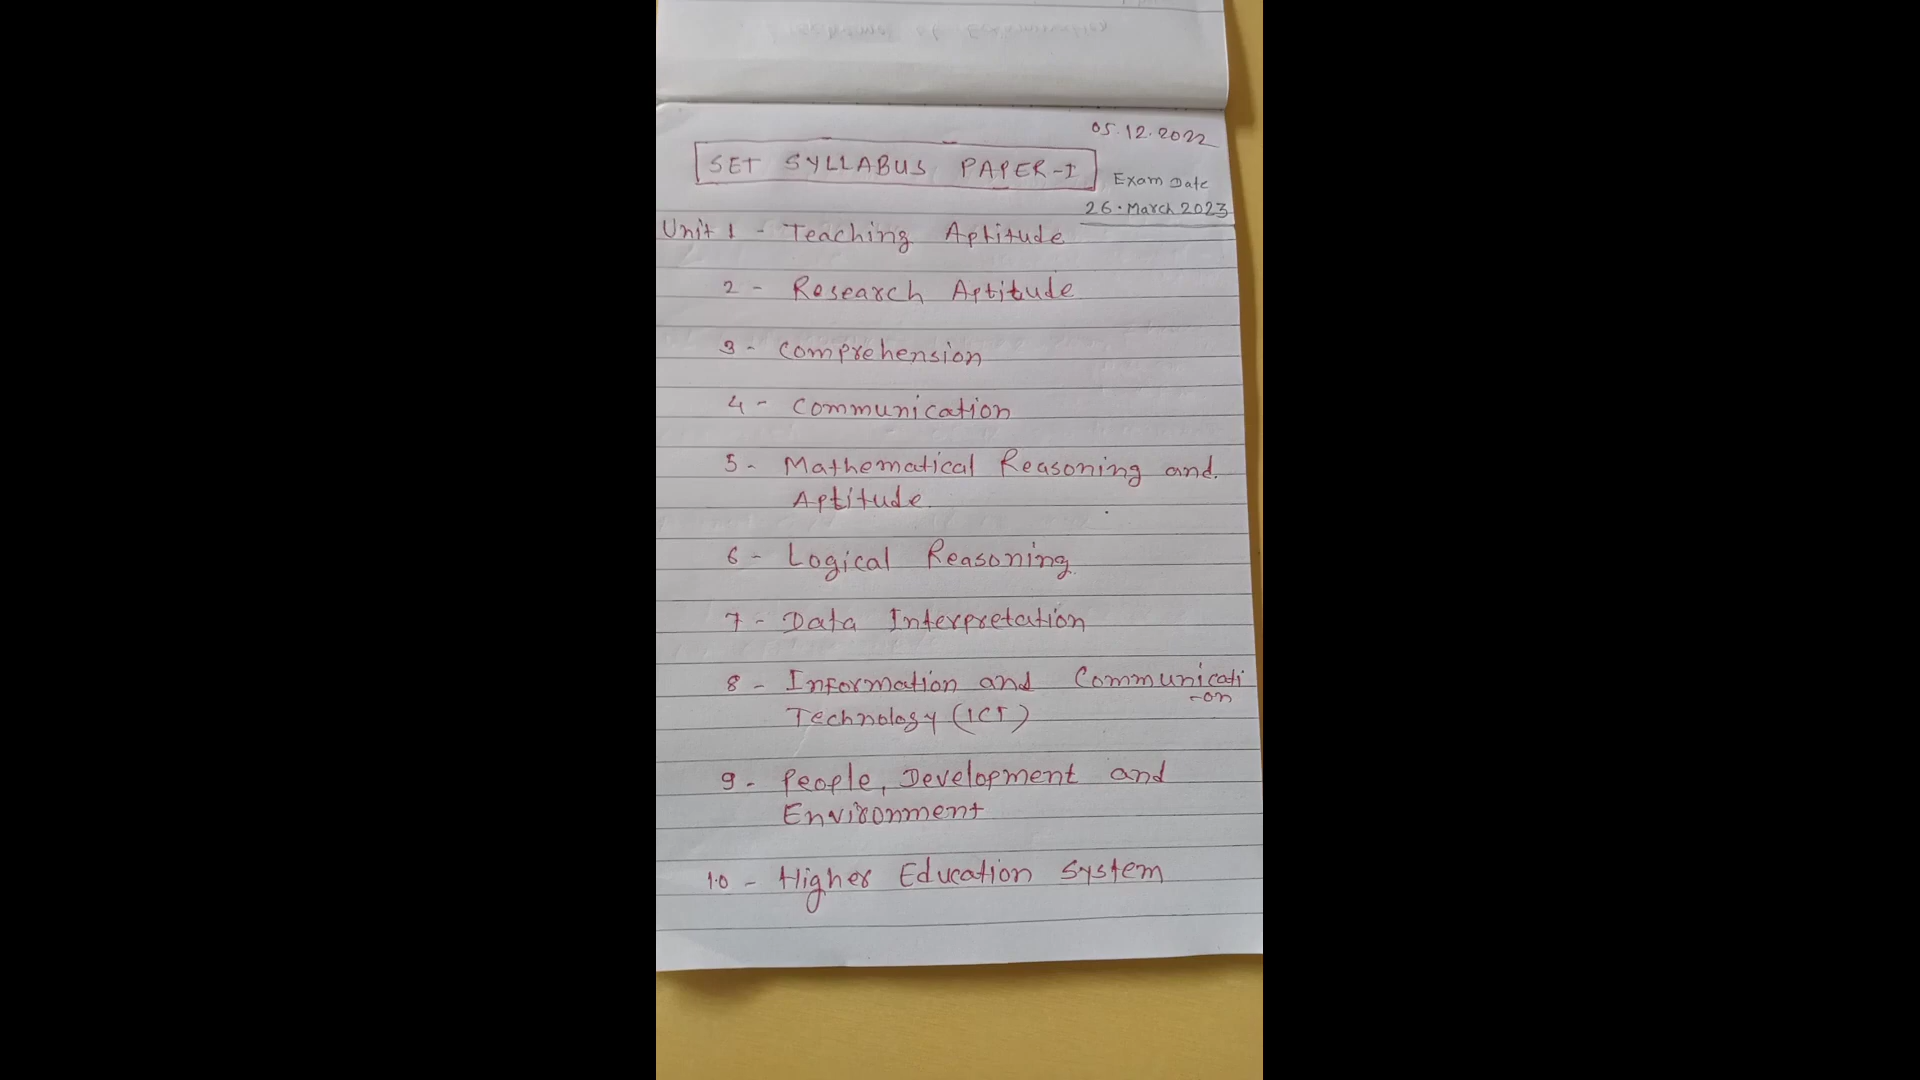 05.12.2022
SET SYLLABUS PAPER-I
Exam Date
26. March 2023
Unit 1 - Teaching Aptitude
2 - Research Aptitude
3 - Comprehension
4 - Communication
5 - Mathematical Reasoning and
Aptitude.
6 - Logical Reasoning.
7 - Data Interpretation
8 - Information and Communicati
-on
Technology (ICT)
9 - People, Development and
Environment
10 - Higher Education System